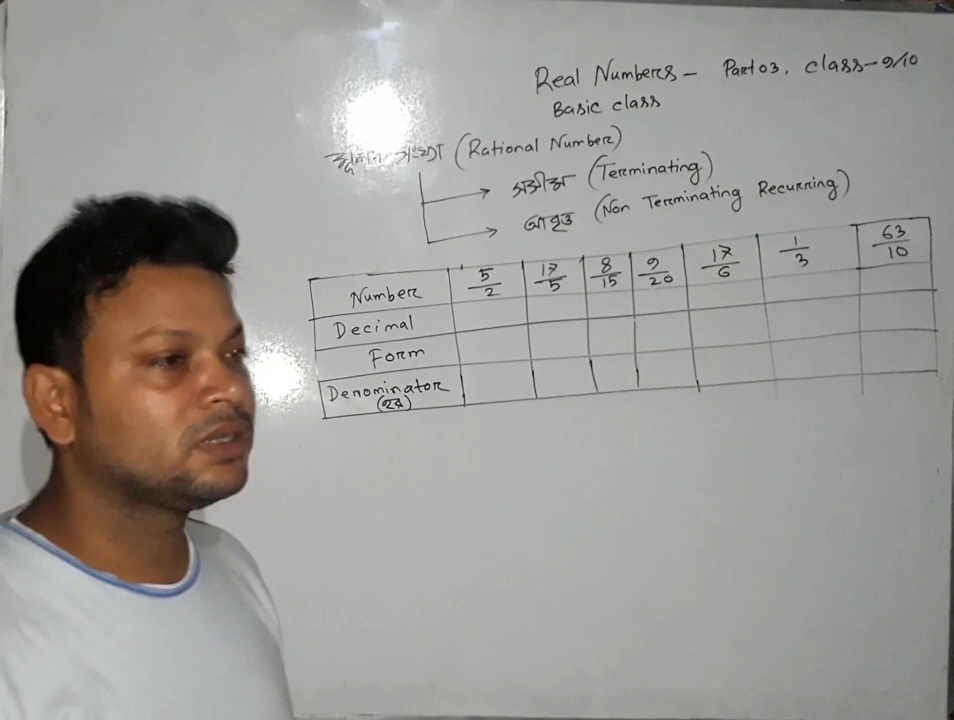 Real Numbers - Part 03. class-9/10
Basic class
সংখ্যা (Rational Number)
সসীম (Terminating)
আবৃত্ত (Non Terminating Recurring)
Number 5/2 17/5 8/15 9/20 17/6 1/3 63/10
Decimal
Form
Denominator
(হর)